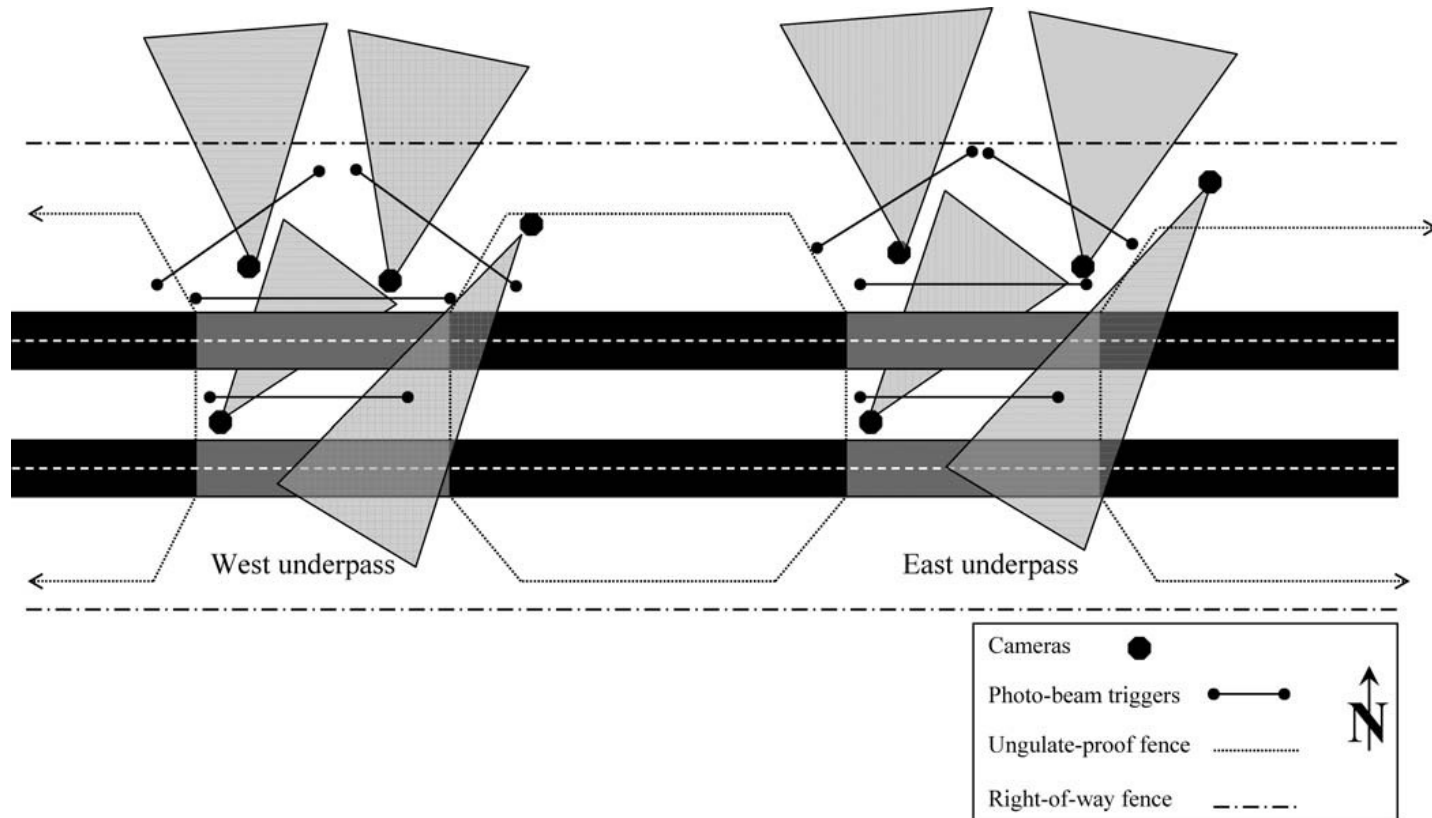 West underpass
East underpass
Cameras
Photo-beam triggers
N
Ungulate-proof fence
Right-of-way fence